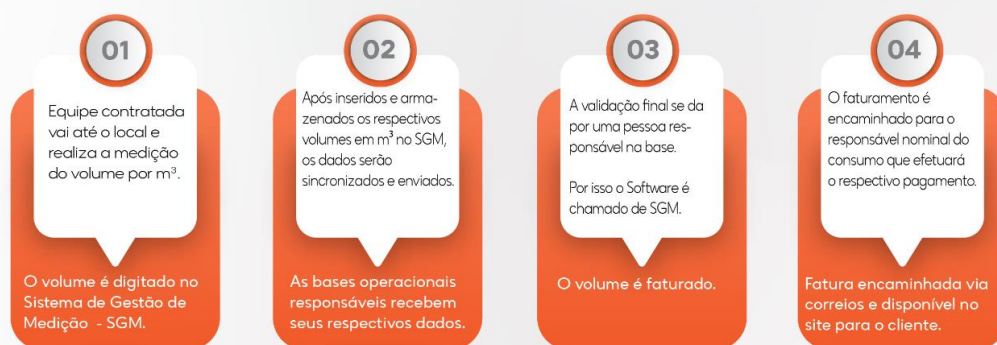 01
Equipe contratada
vai até o local e
realiza a medição
do volume por m³.
O volume é digitado no
Sistema de Gestão de
Medição - SGM.
02
Após inseridos e arma-
zenados os respectivos
volumes em m³ no SGM,
os dados serão
sincronizados e enviados.
As bases operacionais
responsáveis recebem
seus respectivos dados.
03
A validação final se da
por uma pessoa res-
ponsável na base.
Por isso o Software é
chamado de SGM.
O volume é faturado.
04
O faturamento é
encaminhado para o
responsável nominal do
consumo que efetuará
o respectivo pagamento.
Fatura encaminhada via
correios e disponível no
site para o cliente.